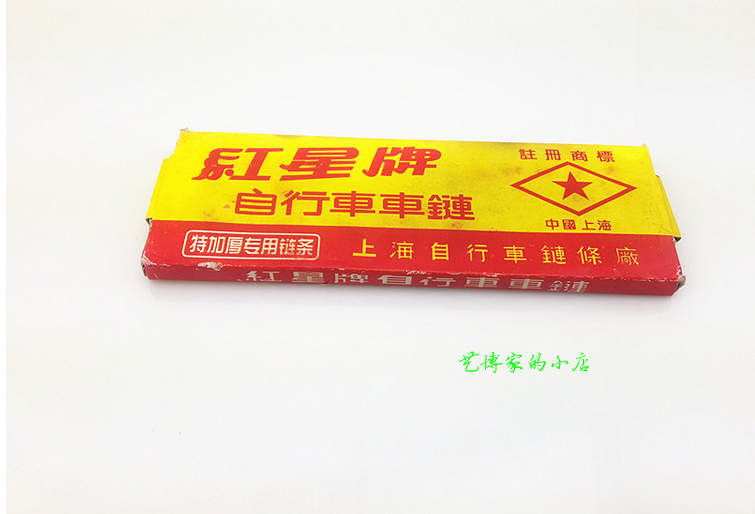 紅星牌
註冊商標
自行車車鏈
中國上海
特加厚专用链条
上海自行車鏈條廠
紅星牌自行車車鏈
艺博家的小店